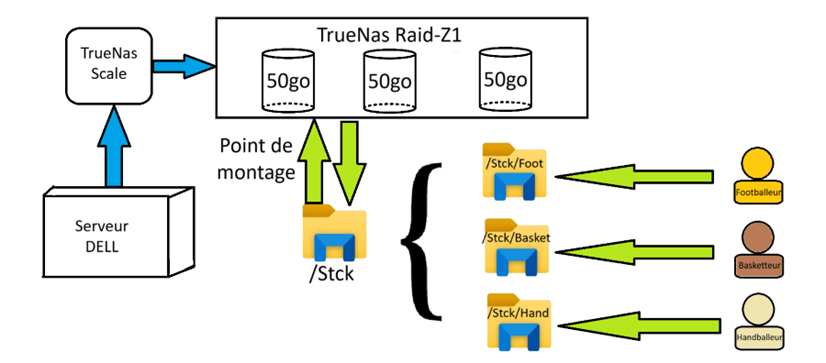 TrueNas Raid-Z1
TrueNas
Scale
50go
50go
50go
Point de
montage
Serveur
DELL
/Stck
/Stck/Foot
Footballeur
/Stck/Basket
Basketteur
/Stck/Hand
Handballeur